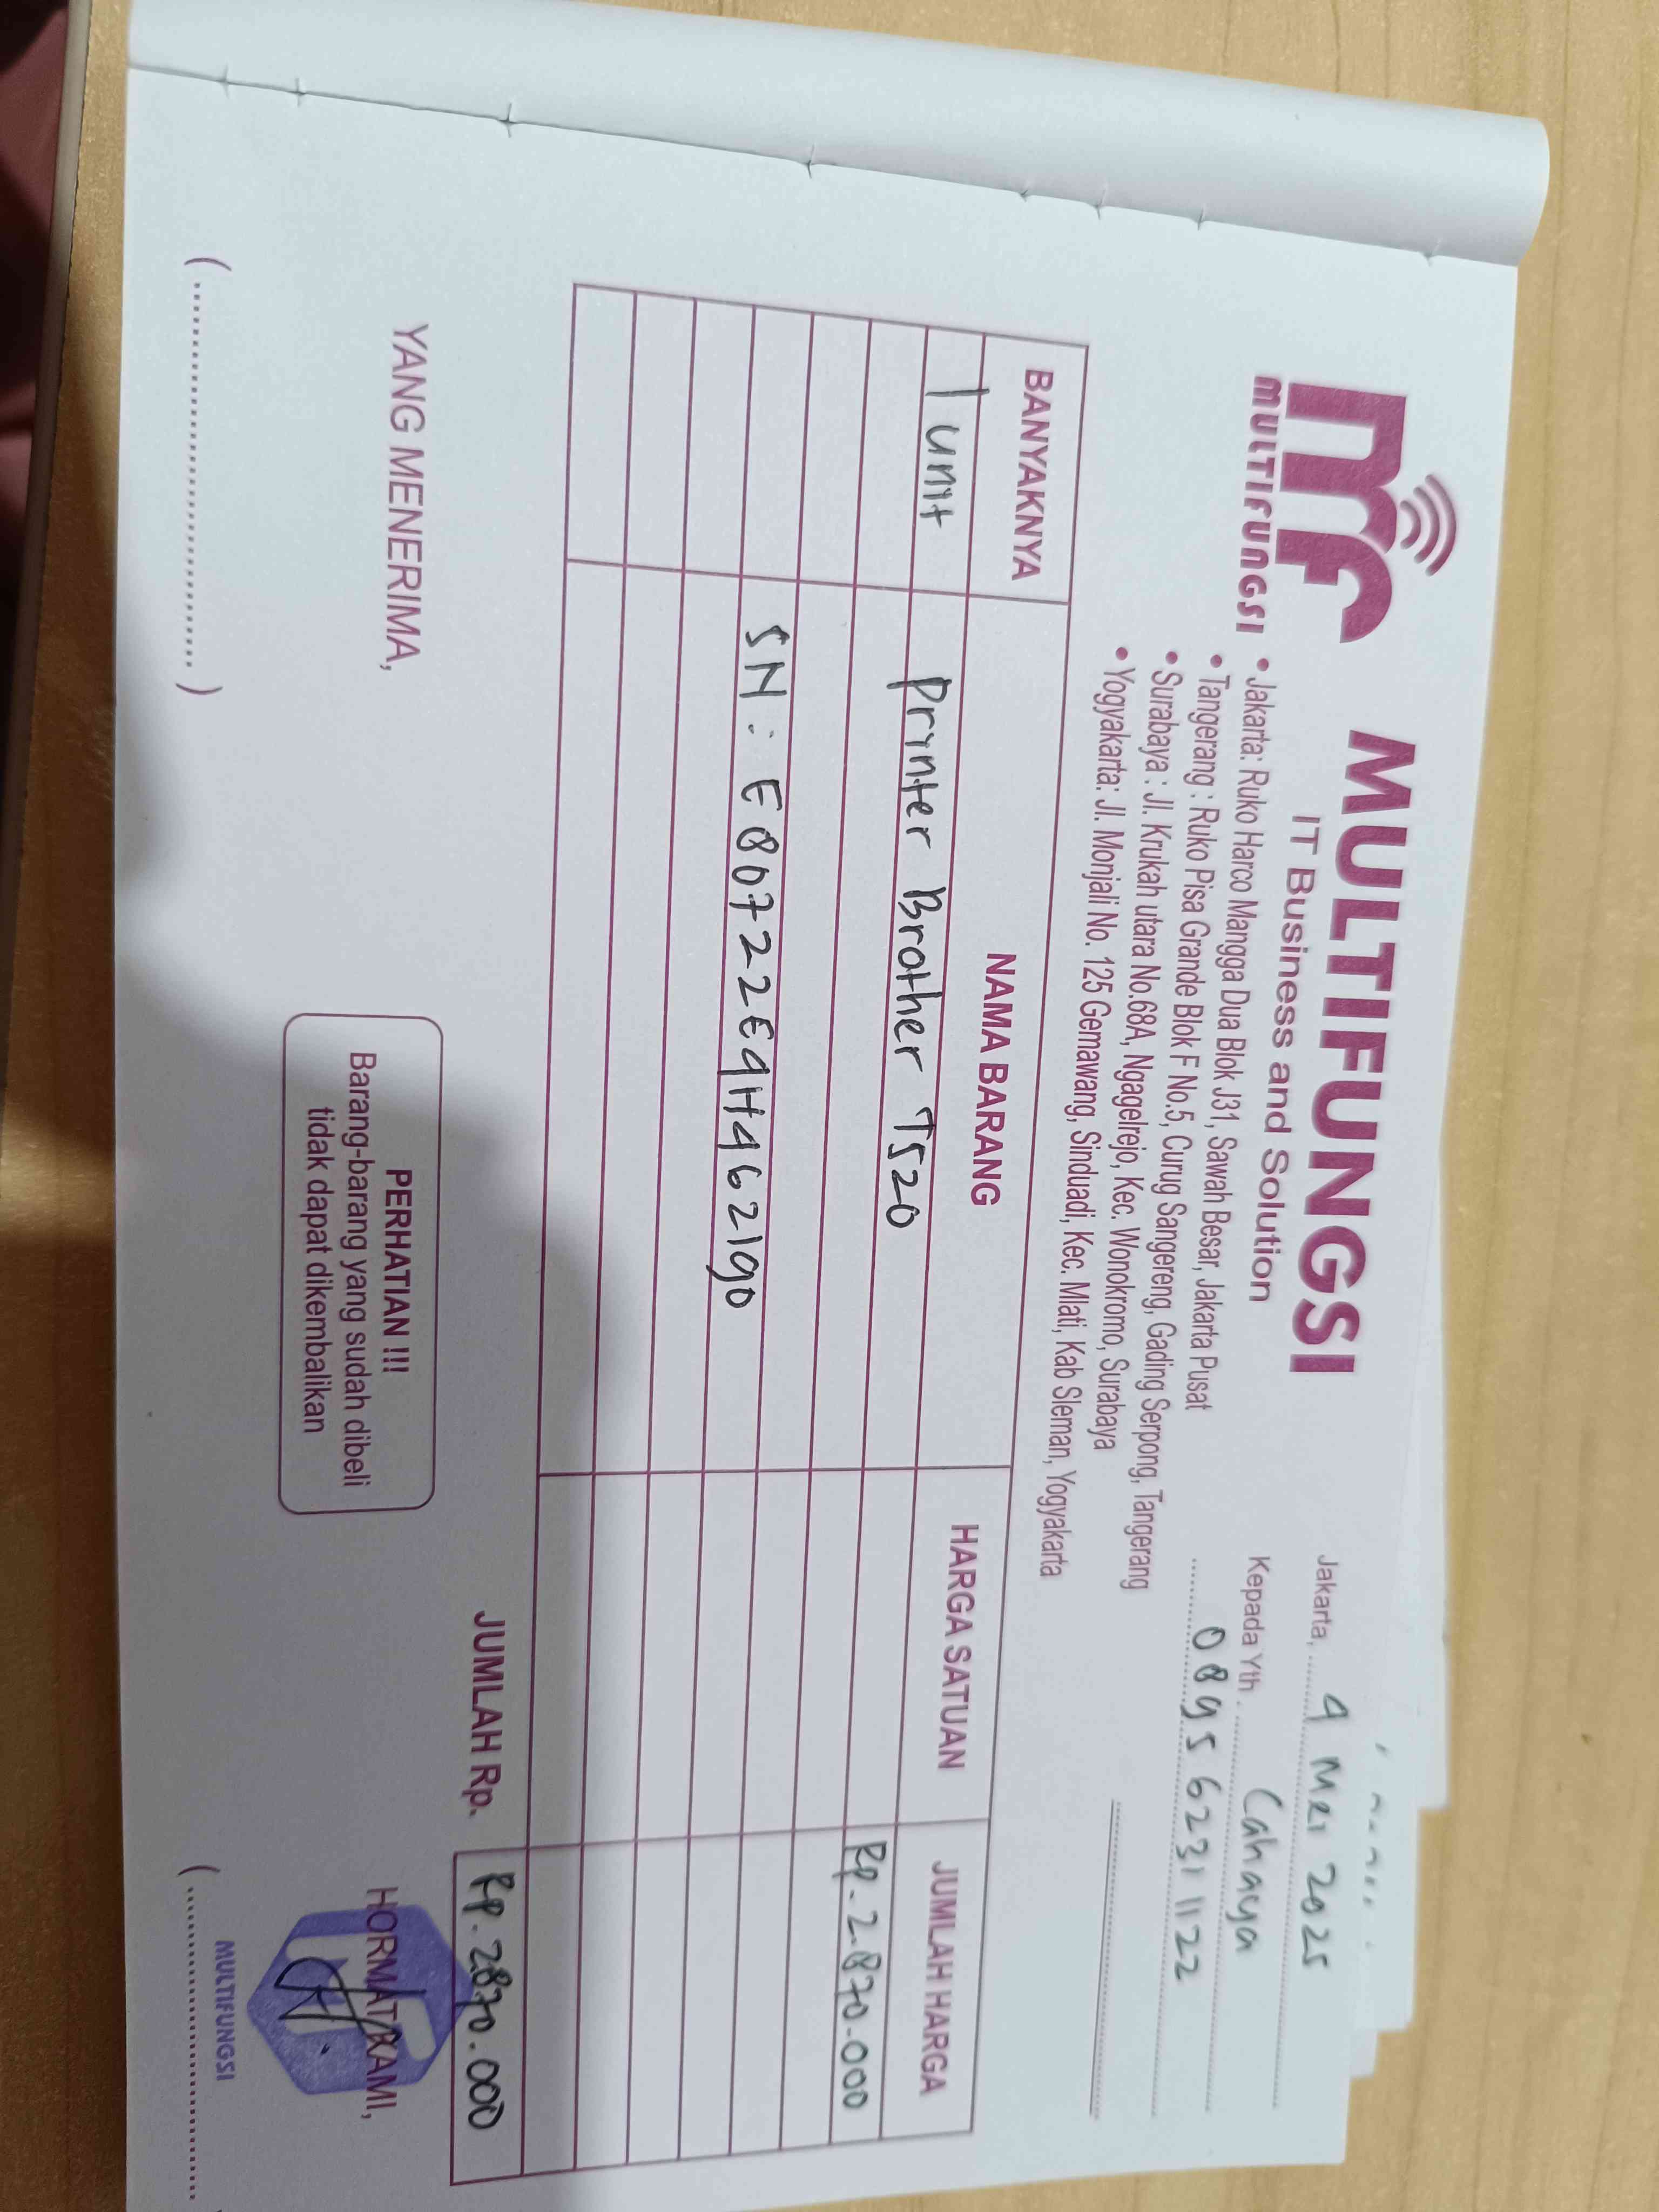 MULTIFUNGSI
MULTIFUNGSI
IT Business and Solution
• Jakarta: Ruko Harco Mangga Dua Blok J31, Sawah Besar, Jakarta Pusat
• Tangerang : Ruko Pisa Grande Blok F No.5, Curug Sangereng, Gading Serpong, Tangerang
• Surabaya : Jl. Krukah utara No.68A, Ngagelrejo, Kec. Wonokromo, Surabaya
• Yogyakarta: Jl. Monjali No. 125 Gemawang, Sinduadi, Kec. Mlati, Kab Sleman, Yogyakarta
Jakarta, 4 Mei 2025
Kepada Yth. Cahaya
0895 6231 1122
BANYAKNYA NAMA BARANG HARGA SATUAN JUMLAH HARGA
1 unit Printer Brother T520 Rp. 2.870.000
SN : E80722E9H462190
JUMLAH Rp. Rp. 2870.000
YANG MENERIMA,
PERHATIAN !!!
Barang-barang yang sudah dibeli
tidak dapat dikembalikan
HORMAT KAMI,
MULTIFUNGSI